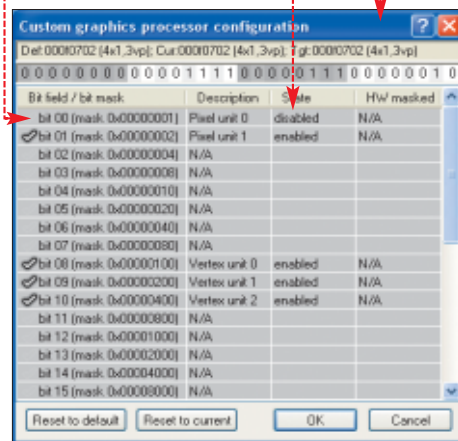 Custom graphics processor configuration
Def:000f0702 (4x1,3vp); Cur:000f0702 (4x1,3vp); Tgt:000f0702 (4x1,3vp)
0 0 0 0 0 0 0 0 0 0 0 0 1 1 1 1 0 0 0 0 0 1 1 1 0 0 0 0 0 0 1 0
Bit field / bit mask Description State HW masked
bit 00 (mask 0x00000001) Pixel unit 0 disabled N/A
bit 01 (mask 0x00000002) Pixel unit 1 enabled N/A
bit 02 (mask 0x00000004) N/A
bit 03 (mask 0x00000008) N/A
bit 04 (mask 0x00000010) N/A
bit 05 (mask 0x00000020) N/A
bit 06 (mask 0x00000040) N/A
bit 07 (mask 0x00000080) N/A
bit 08 (mask 0x00000100) Vertex unit 0 enabled N/A
bit 09 (mask 0x00000200) Vertex unit 1 enabled N/A
bit 10 (mask 0x00000400) Vertex unit 2 enabled N/A
bit 11 (mask 0x00000800) N/A
bit 12 (mask 0x00001000) N/A
bit 13 (mask 0x00002000) N/A
bit 14 (mask 0x00004000) N/A
bit 15 (mask 0x00008000) N/A
Reset to default Reset to current OK Cancel